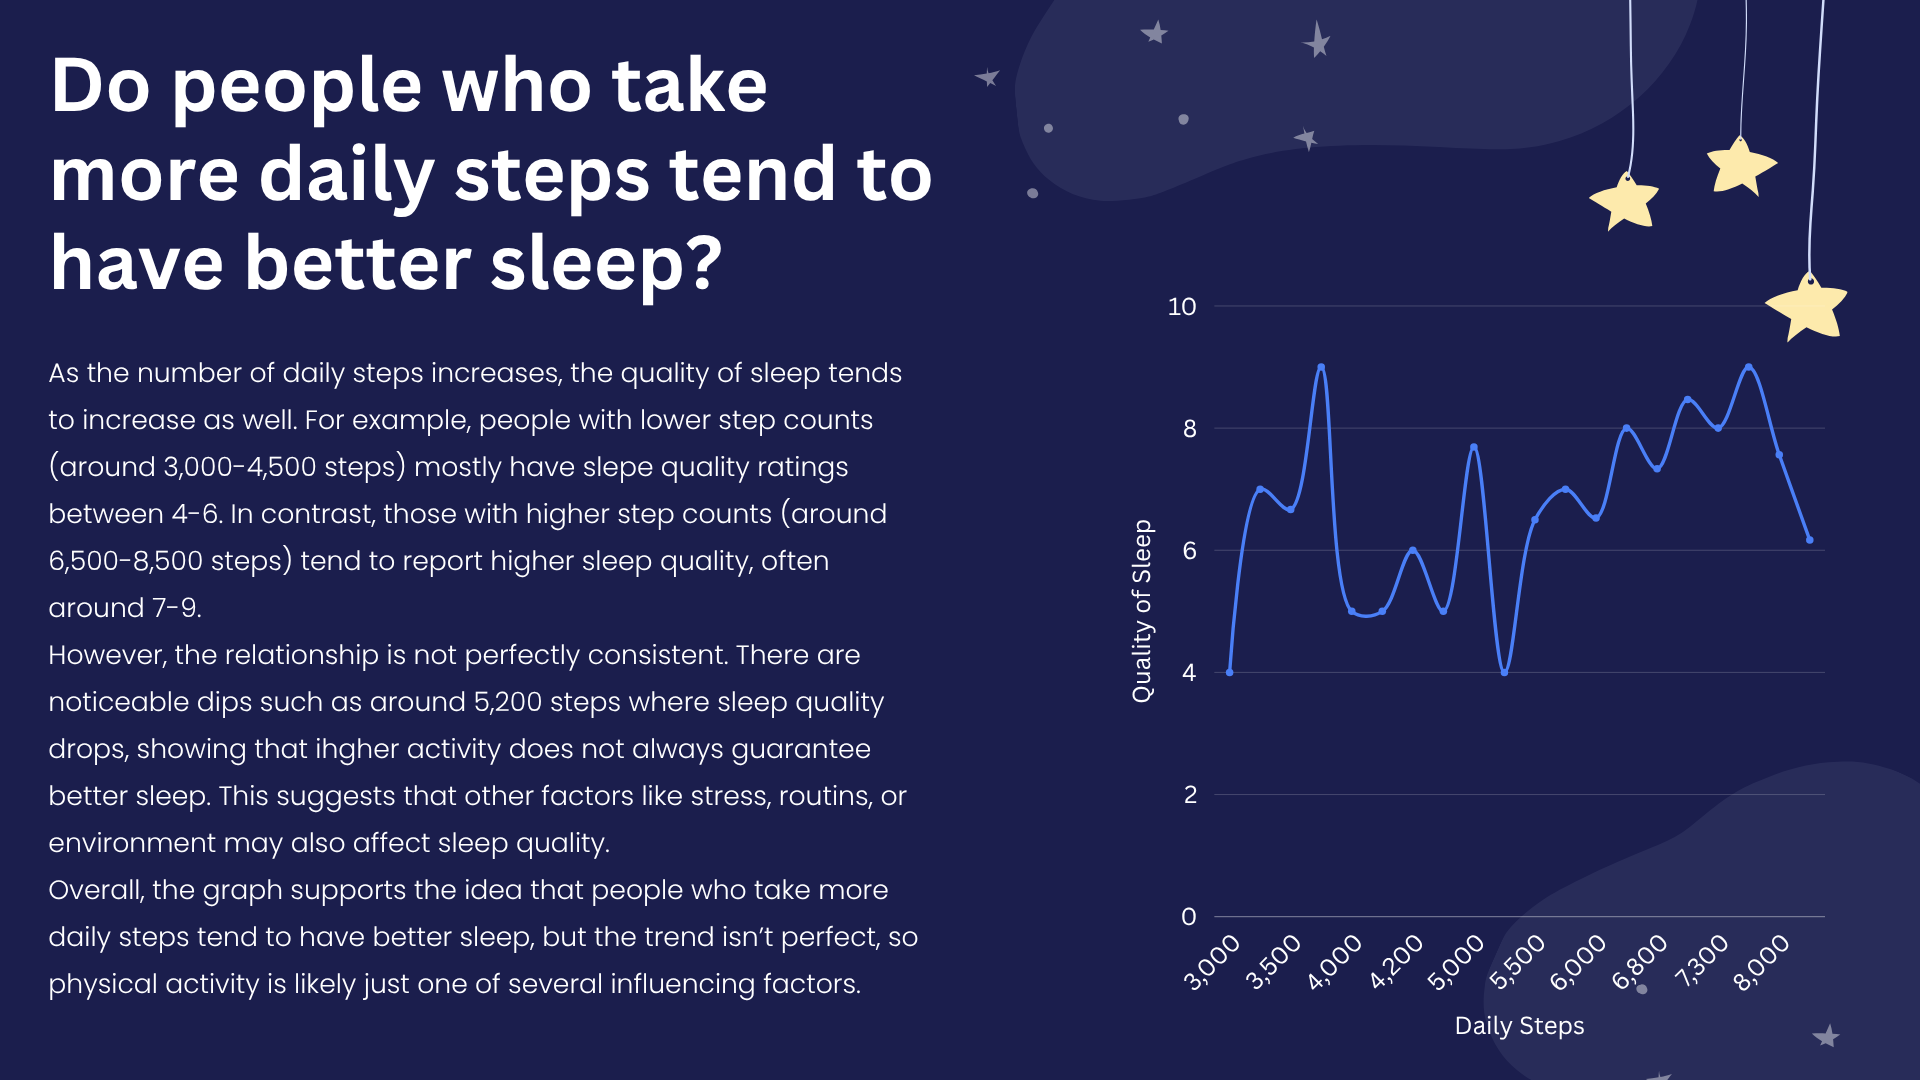 Do people who take
more daily steps tend to
have better sleep?
As the number of daily steps increases, the quality of sleep tends
to increase as well. For example, people with lower step counts
(around 3,000-4,500 steps) mostly have slepe quality ratings
between 4-6. In contrast, those with higher step counts (around
6,500-8,500 steps) tend to report higher sleep quality, often
around 7-9.
However, the relationship is not perfectly consistent. There are
noticeable dips such as around 5,200 steps where sleep quality
drops, showing that ihgher activity does not always guarantee
better sleep. This suggests that other factors like stress, routins, or
environment may also affect sleep quality.
Overall, the graph supports the idea that people who take more
daily steps tend to have better sleep, but the trend isn’t perfect, so
physical activity is likely just one of several influencing factors.
Quality of Sleep
10
8
6
4
2
0
3,000 3,500 4,000 4,200 5,000 5,500 6,000 6,800 7,300 8,000
Daily Steps